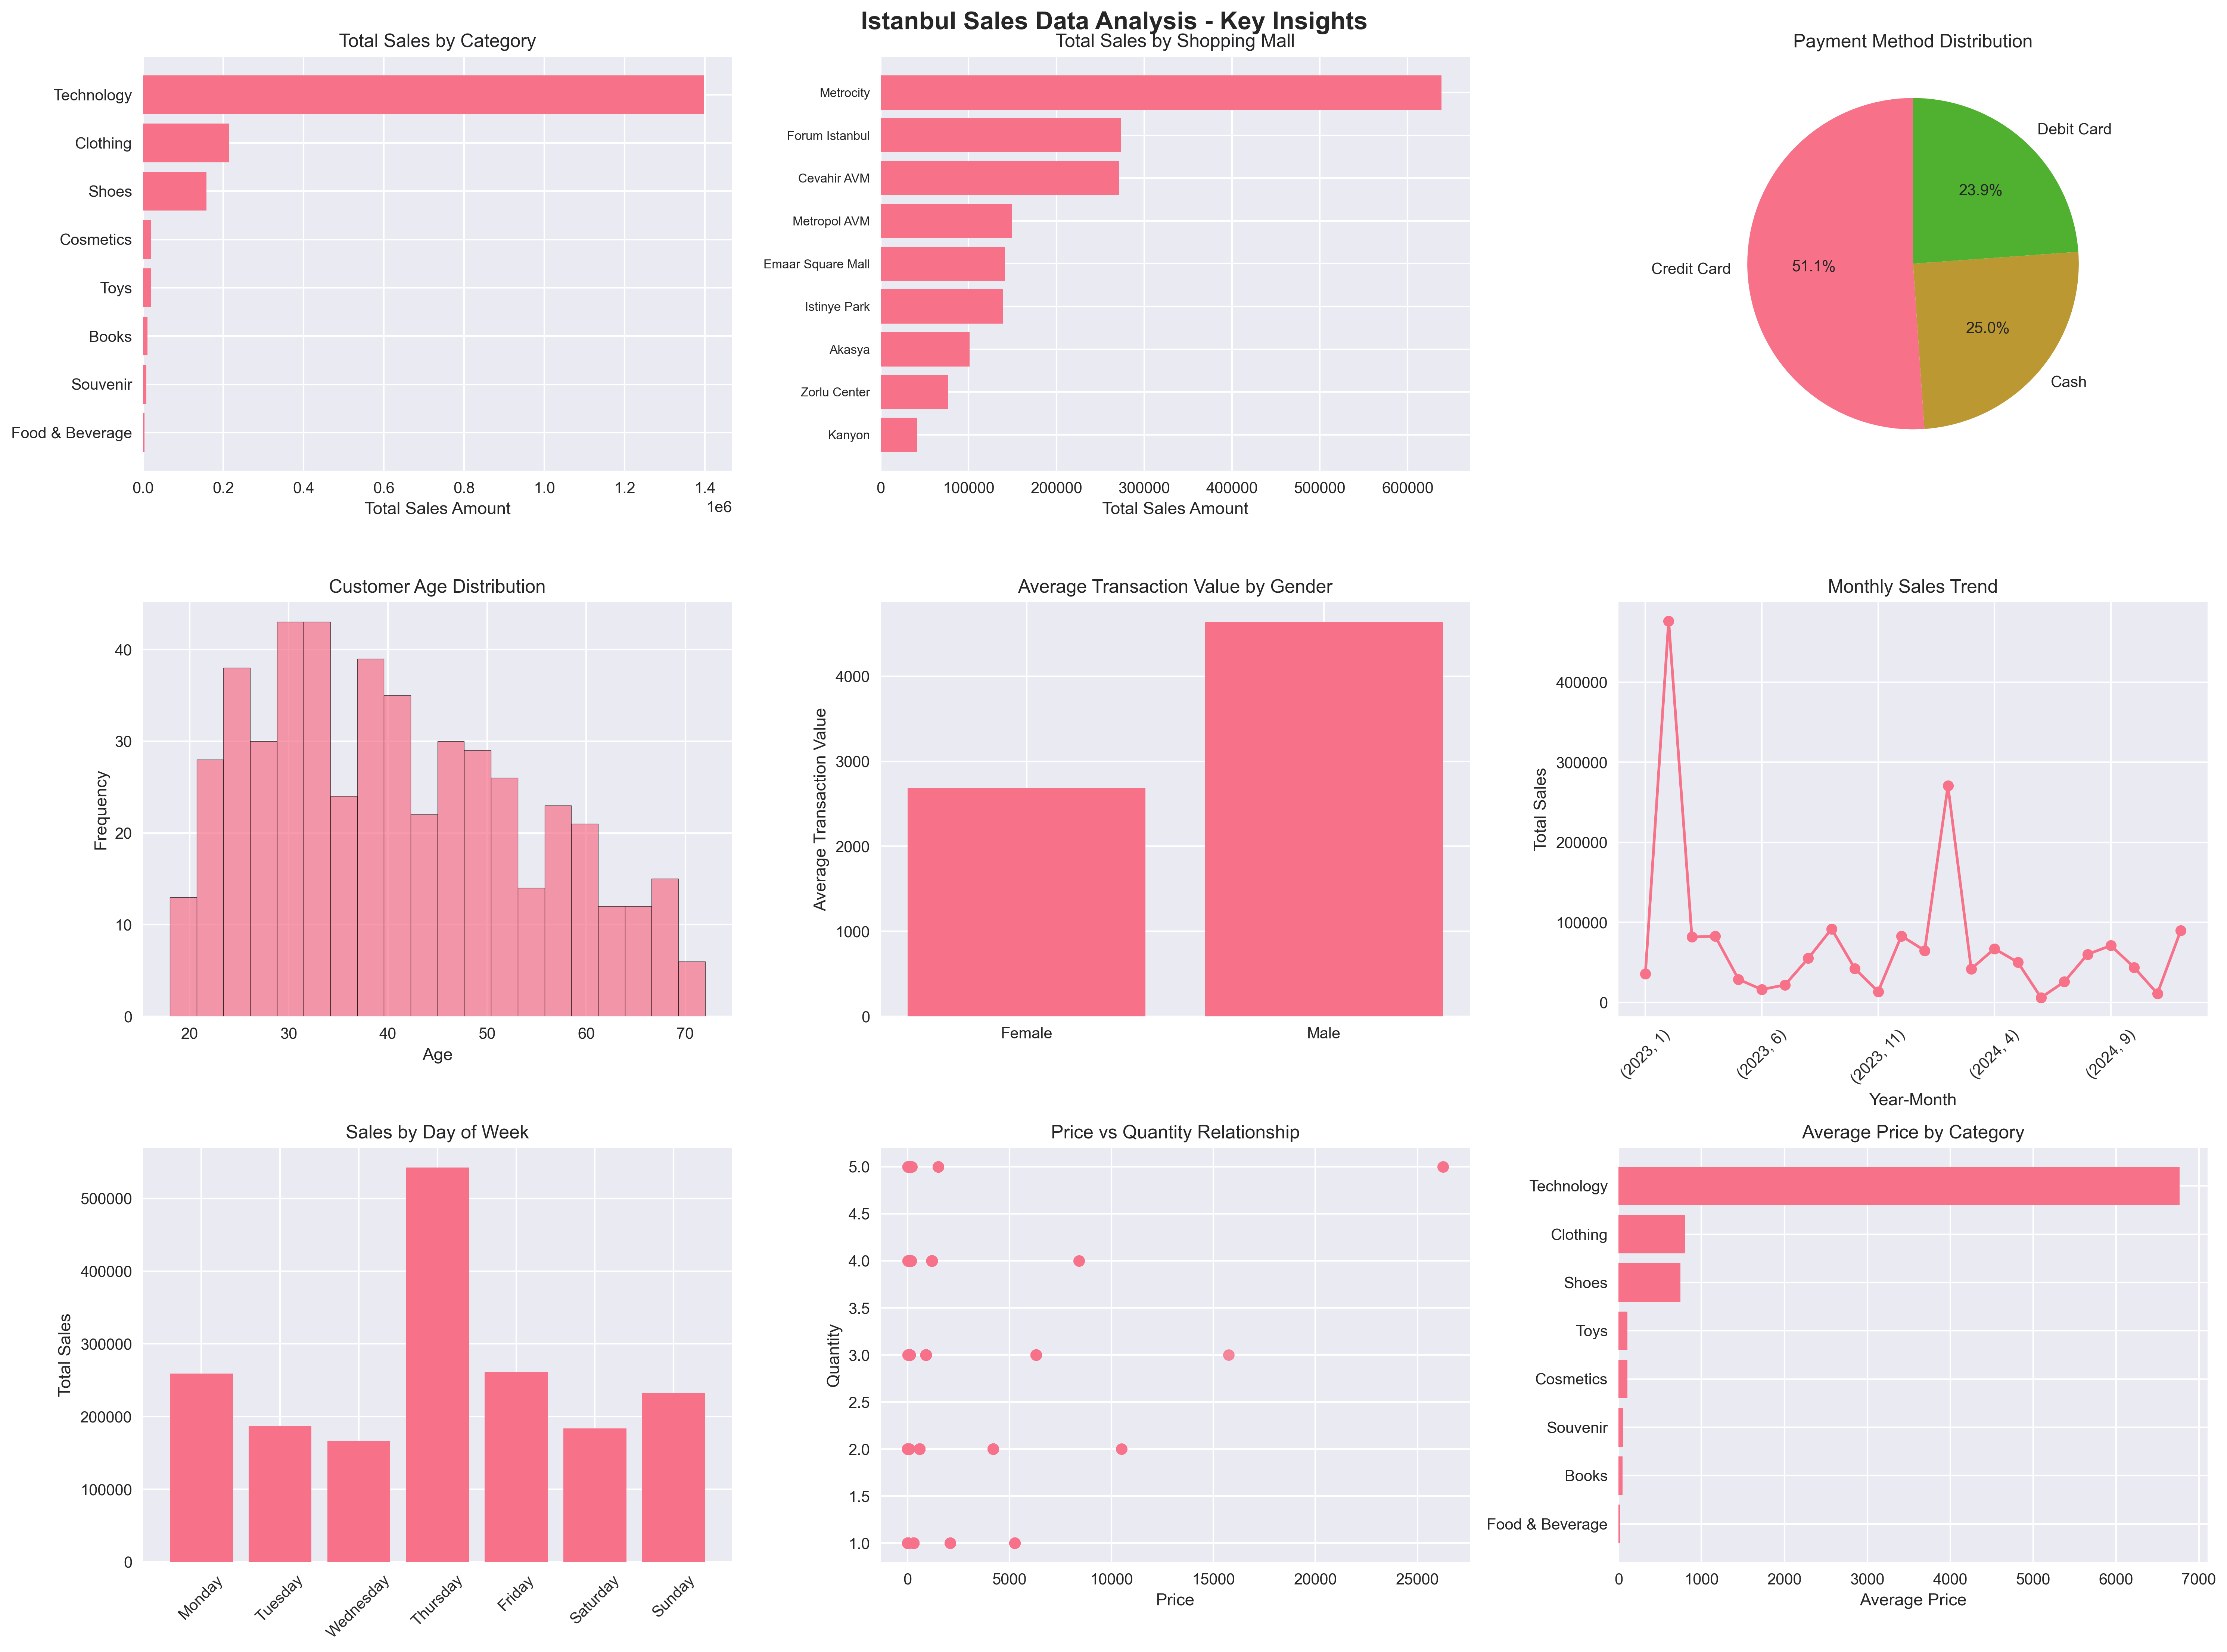 Istanbul Sales Data Analysis - Key Insights
Total Sales by Category
Technology
Clothing
Shoes
Cosmetics
Toys
Books
Souvenir
Food & Beverage
0.0 0.2 0.4 0.6 0.8 1.0 1.2 1.4
1e6
Total Sales Amount
Total Sales by Shopping Mall
Metrocity
Forum Istanbul
Cevahir AVM
Metropol AVM
Emaar Square Mall
Istinye Park
Akasya
Zorlu Center
Kanyon
0 100000 200000 300000 400000 500000 600000
Total Sales Amount
Payment Method Distribution
Debit Card
23.9%
Credit Card
51.1%
25.0%
Cash
Customer Age Distribution
Frequency
40
30
20
10
0
20 30 40 50 60 70
Age
Average Transaction Value by Gender
Average Transaction Value
4000
3000
2000
1000
0
Female Male
Monthly Sales Trend
Total Sales
400000
300000
200000
100000
0
(2023, 1) (2023, 6) (2023, 11) (2024, 4) (2024, 9)
Year-Month
Sales by Day of Week
Total Sales
500000
400000
300000
200000
100000
0
Monday Tuesday Wednesday Thursday Friday Saturday Sunday
Price vs Quantity Relationship
Quantity
5.0
4.5
4.0
3.5
3.0
2.5
2.0
1.5
1.0
0 5000 10000 15000 20000 25000
Price
Average Price by Category
Technology
Clothing
Shoes
Toys
Cosmetics
Souvenir
Books
Food & Beverage
0 1000 2000 3000 4000 5000 6000 7000
Average Price